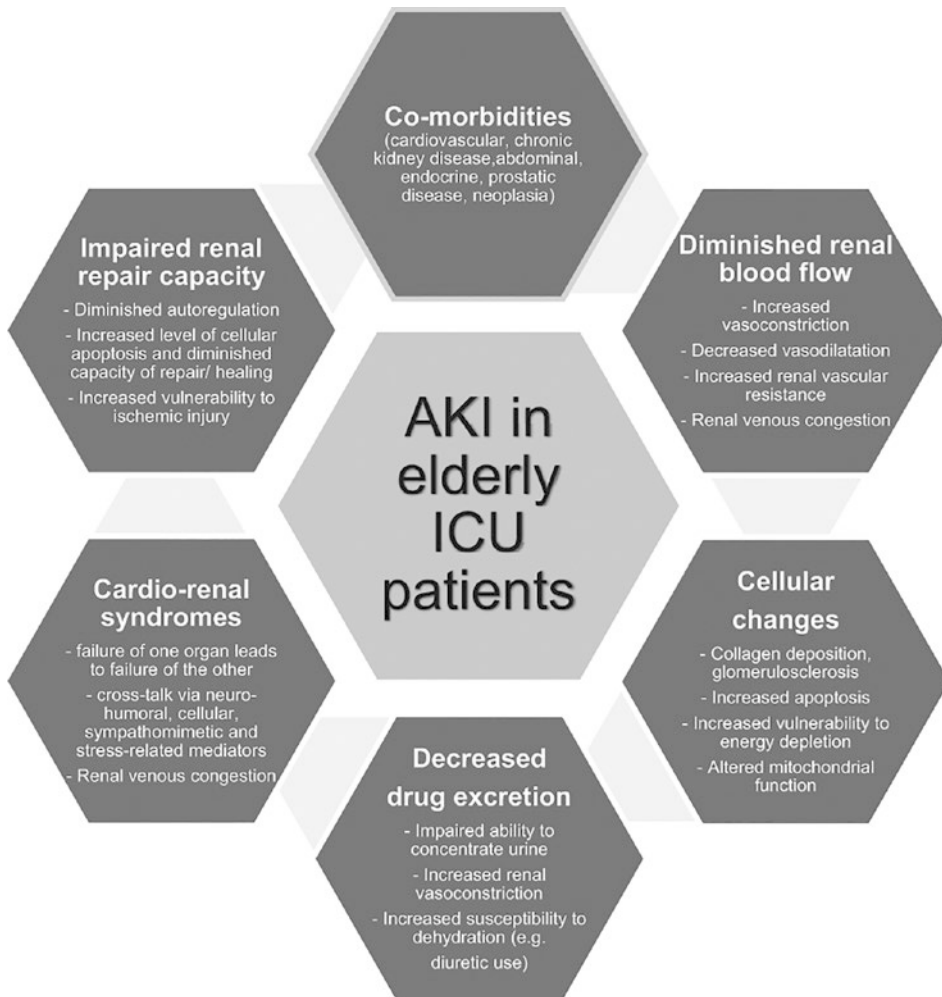 Co-morbidities
(cardiovascular, chronic
kidney disease,abdominal,
endocrine, prostatic
disease, neoplasia)
Diminished renal
blood flow
- Increased
vasoconstriction
- Decreased vasodilatation
- Increased renal vascular
resistance
- Renal venous congestion
Cellular
changes
- Collagen deposition,
glomerulosclerosis
- Increased apoptosis
- Increased vulnerability to
energy depletion
- Altered mitochondrial
function
Decreased
drug excretion
- Impaired ability to
concentrate urine
- Increased renal
vasoconstriction
- Increased susceptibility to
dehydration (e.g.
diuretic use)
Cardio-renal
syndromes
- failure of one organ leads
to failure of the other
- cross-talk via neuro-
humoral, cellular,
sympathomimetic and
stress-related mediators
- Renal venous congestion
Impaired renal
repair capacity
- Diminished autoregulation
- Increased level of cellular
apoptosis and diminished
capacity of repair/ healing
- Increased vulnerability to
ischemic injury
AKI in
elderly
ICU
patients